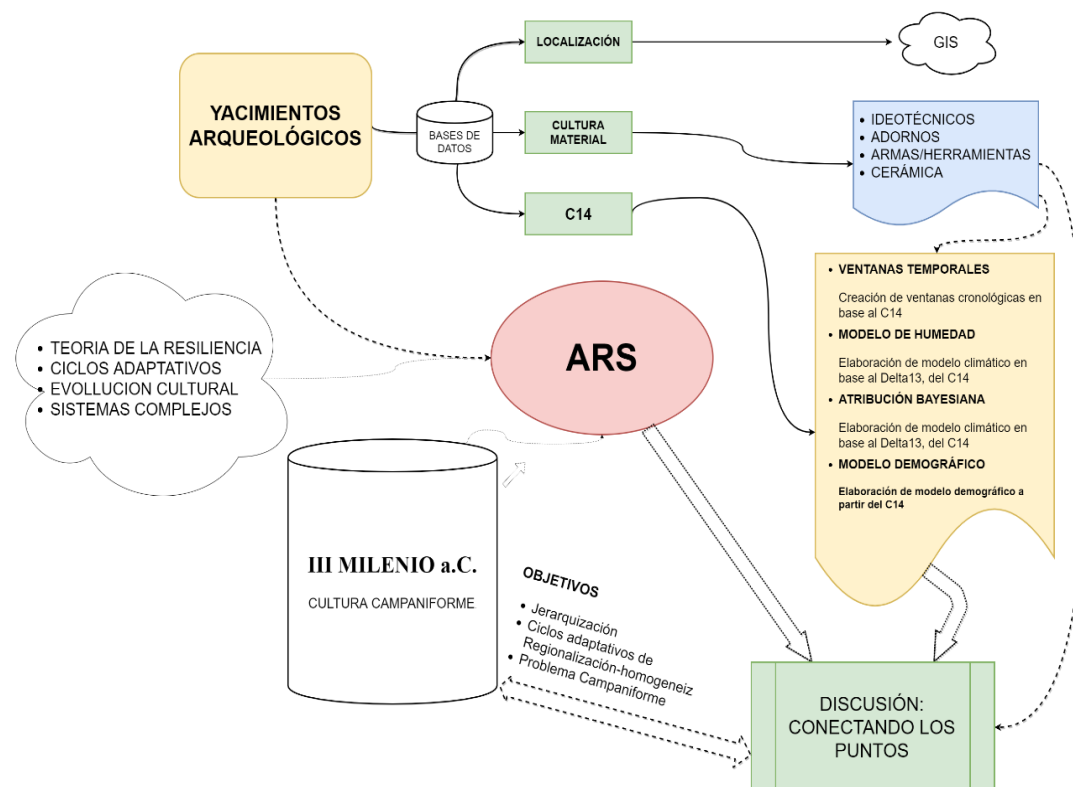 LOCALIZACIÓN
GIS
YACIMIENTOS
ARQUEOLÓGICOS
BASES DE
DATOS
CULTURA
MATERIAL
C14
• IDEOTÉCNICOS
• ADORNOS
• ARMAS/HERRAMIENTAS
• CERÁMICA
• VENTANAS TEMPORALES
Creación de ventanas cronológicas en
base al C14
• MODELO DE HUMEDAD
Elaboración de modelo climático en
base al Delta13, del C14
• ATRIBUCIÓN BAYESIANA
Elaboración de modelo climático en
base al Delta13, del C14
• MODELO DEMOGRÁFICO
Elaboración de modelo demográfico a
partir del C14
• TEORIA DE LA RESILIENCIA
• CICLOS ADAPTATIVOS
• EVOLLUCION CULTURAL
• SISTEMAS COMPLEJOS
ARS
III MILENIO a.C.
CULTURA CAMPANIFORME
OBJETIVOS
• Jerarquización
• Ciclos adaptativos de
Regionalización-homogeneiz
• Problema Campaniforme
DISCUSIÓN:
CONECTANDO LOS
PUNTOS